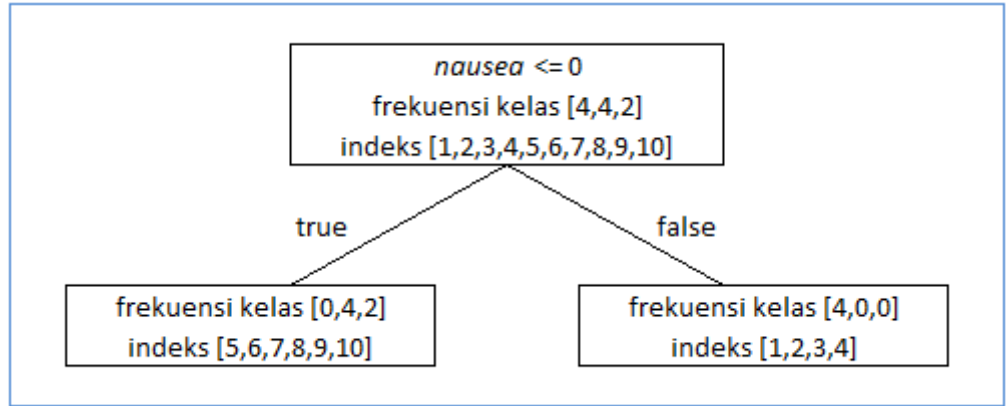 nausea <= 0
frekuensi kelas [4,4,2]
indeks [1,2,3,4,5,6,7,8,9,10]
true
false
frekuensi kelas [0,4,2]
indeks [5,6,7,8,9,10]
frekuensi kelas [4,0,0]
indeks [1,2,3,4]